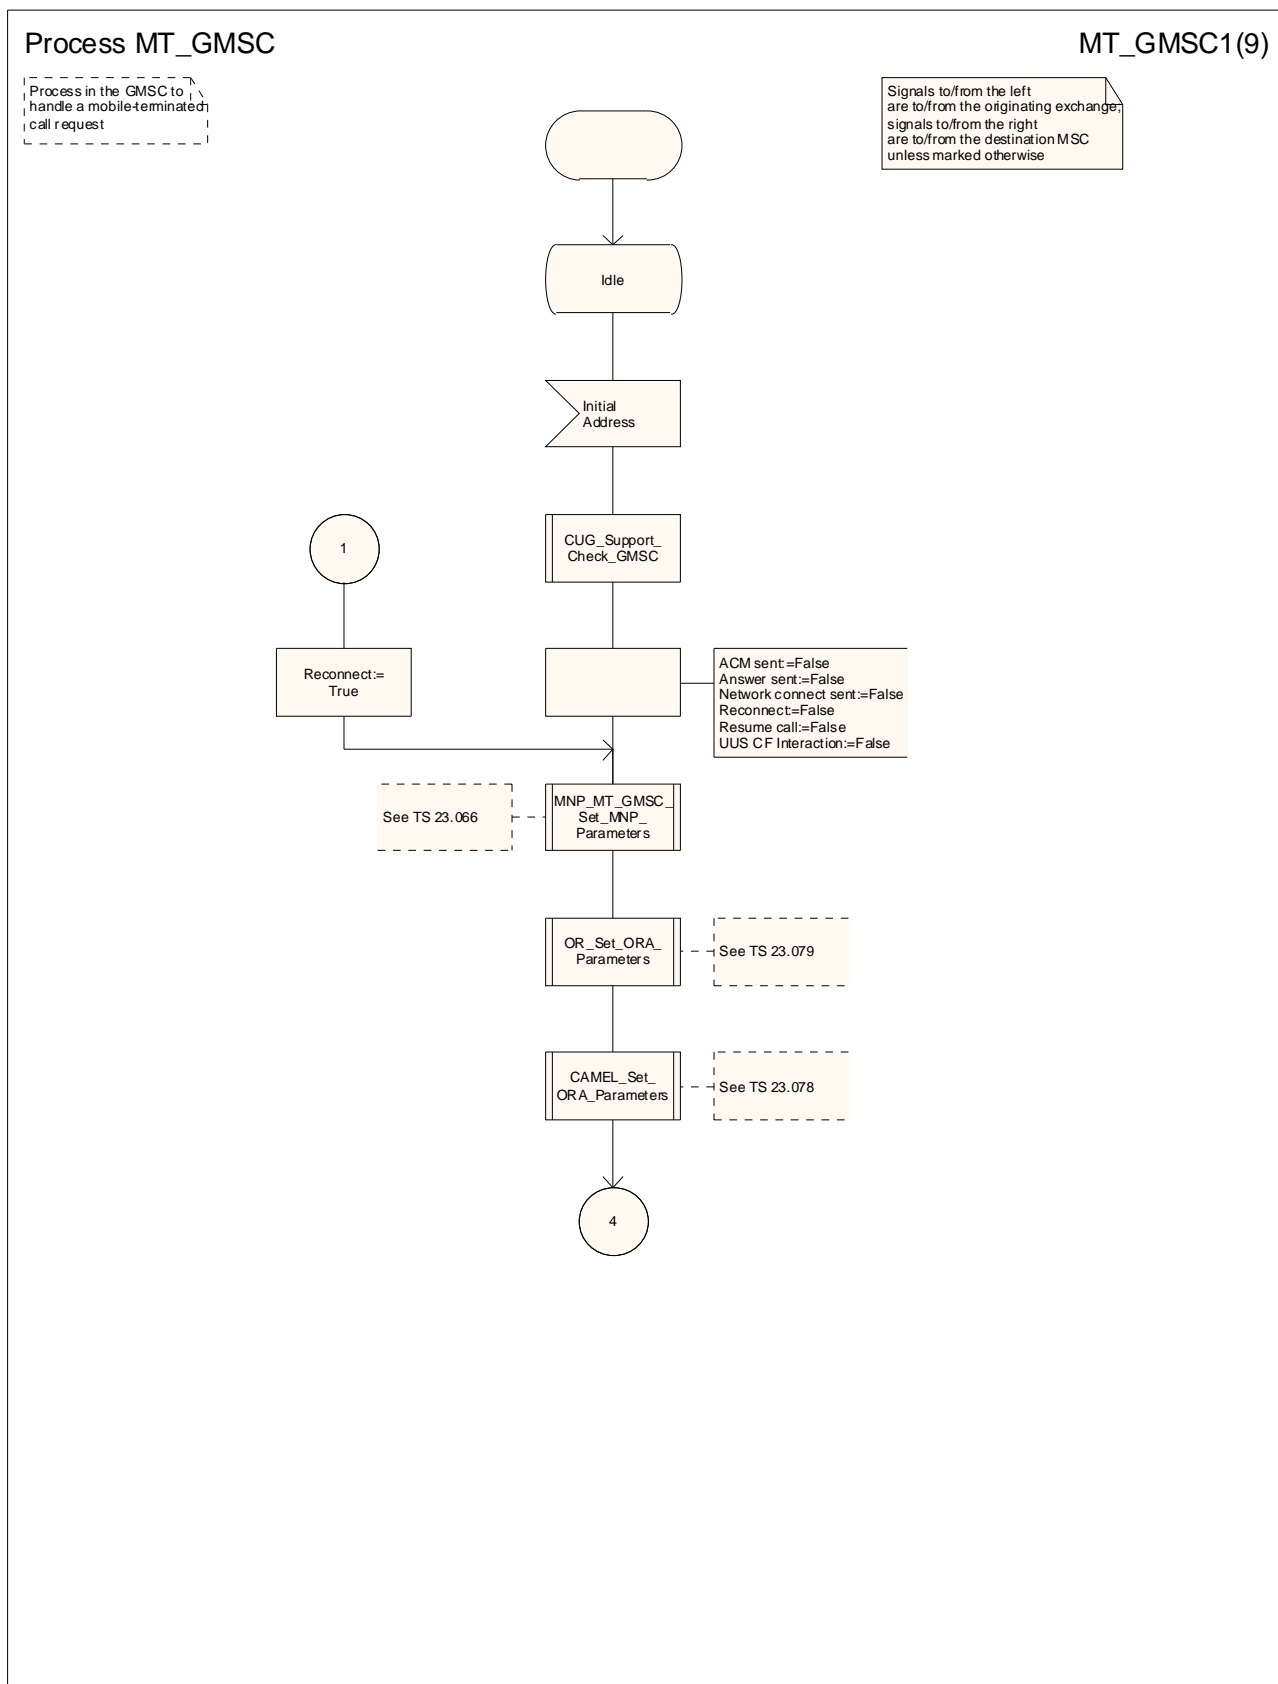 Process MT_GMSC
MT_GMSC1(9)
Process in the GMSC to
handle a mobile-terminated
call request
Signals to/from the left
are to/from the originating exchange;
signals to/from the right
are to/from the destination MSC
unless marked otherwise
Idle
Initial
Address
1
CUG_Support_
Check_GMSC
Reconnect:=
True
ACM sent:=False
Answer sent:=False
Network connect sent:=False
Reconnect:=False
Resume call:=False
UUS CF Interaction:=False
See TS 23.066
MNP_MT_GMSC_
Set_MNP_
Parameters
OR_Set_ORA_
Parameters
See TS 23.079
CAMEL_Set_
ORA_Parameters
See TS 23.078
4